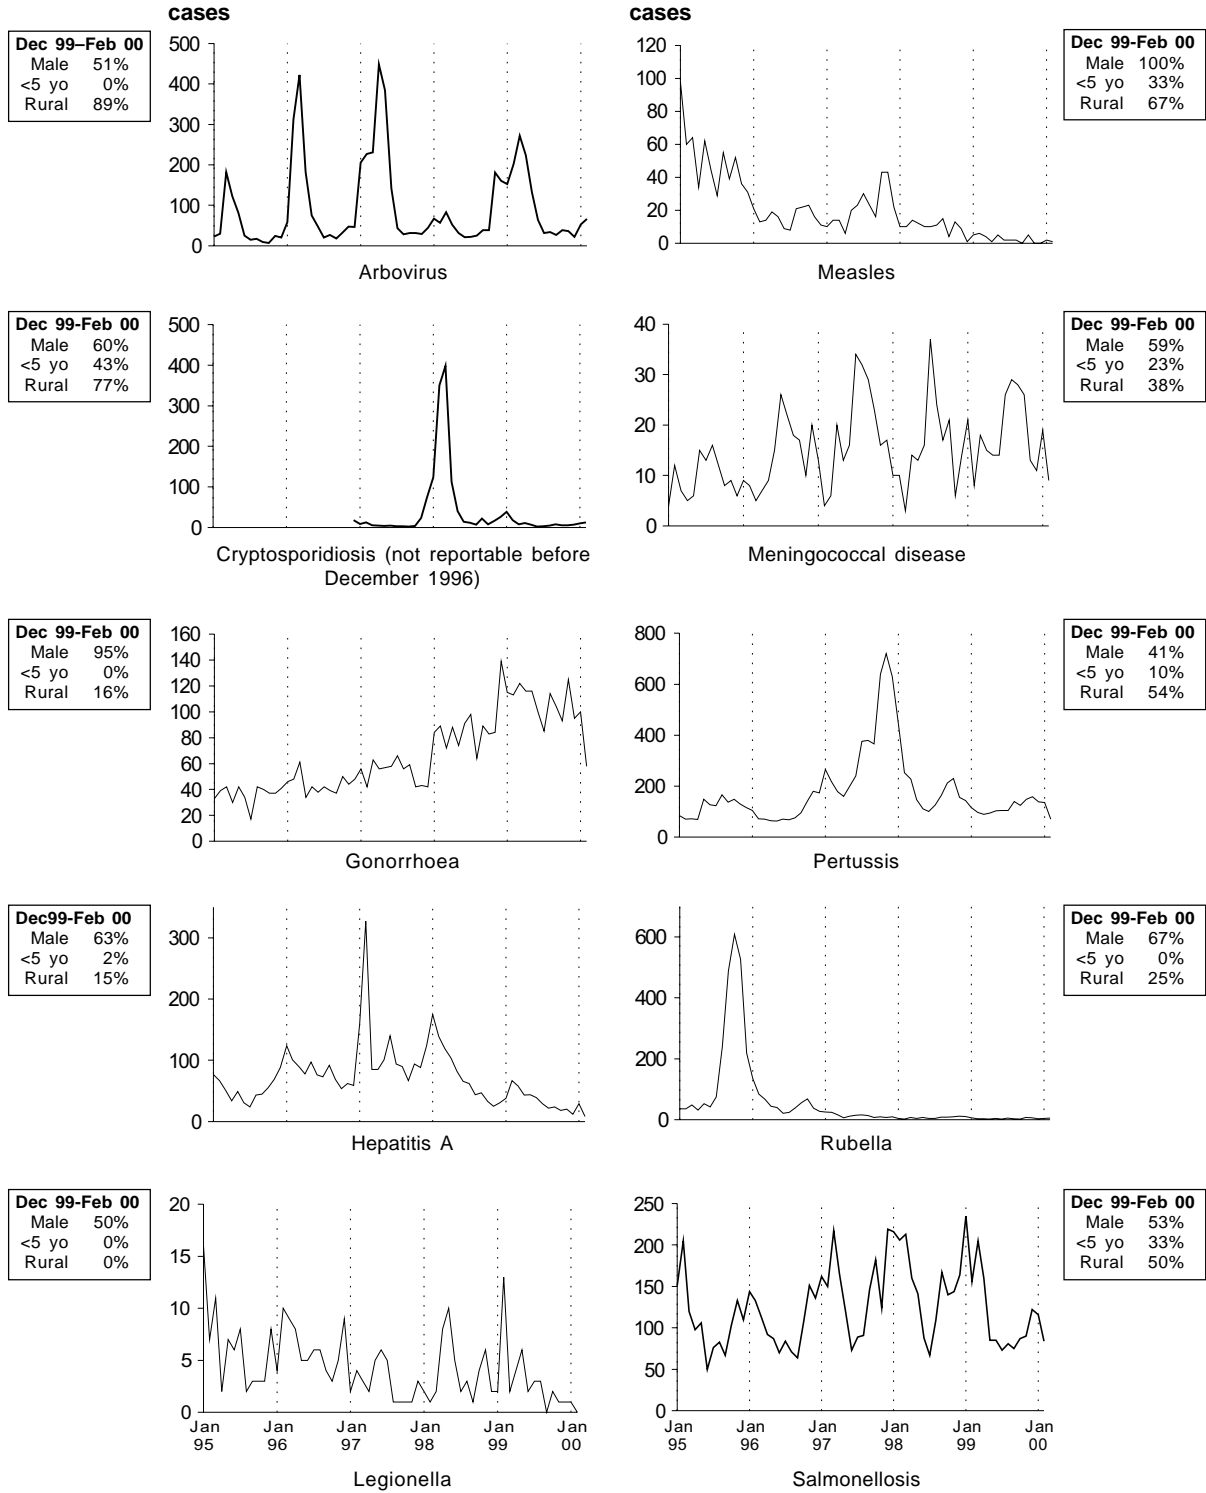 cases
cases
Dec 99–Feb 00
Male 51%
<5 yo 0%
Rural 89%
500
400
300
200
100
0
Arbovirus
120
100
80
60
40
20
0
Measles
Dec 99-Feb 00
Male 100%
<5 yo 33%
Rural 67%
Dec 99-Feb 00
Male 60%
<5 yo 43%
Rural 77%
500
400
300
200
100
0
Cryptosporidiosis (not reportable before
December 1996)
40
30
20
10
0
Meningococcal disease
Dec 99-Feb 00
Male 59%
<5 yo 23%
Rural 38%
Dec 99-Feb 00
Male 95%
<5 yo 0%
Rural 16%
160
140
120
100
80
60
40
20
0
Gonorrhoea
800
600
400
200
0
Pertussis
Dec 99-Feb 00
Male 41%
<5 yo 10%
Rural 54%
Dec99-Feb 00
Male 63%
<5 yo 2%
Rural 15%
300
200
100
0
Hepatitis A
600
400
200
0
Rubella
Dec 99-Feb 00
Male 67%
<5 yo 0%
Rural 25%
Dec 99-Feb 00
Male 50%
<5 yo 0%
Rural 0%
20
15
10
5
0
Jan Jan Jan Jan Jan Jan
95 96 97 98 99 00
Legionella
250
200
150
100
50
0
Jan Jan Jan Jan Jan Jan
95 96 97 98 99 00
Salmonellosis
Dec 99-Feb 00
Male 53%
<5 yo 33%
Rural 50%